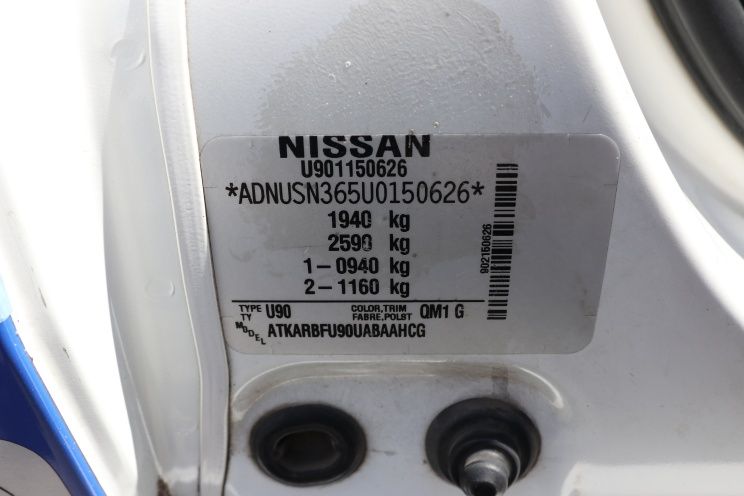 NISSAN
U901150626
*ADNUSN365U0150626*
1940 kg
2590 kg
1-0940 kg
2-1160 kg
TYPE U90 COLOR,TRIM QM1 G
TY FABRE,POLST
MODEL ATKARBFU90UABAAHCG
902150626